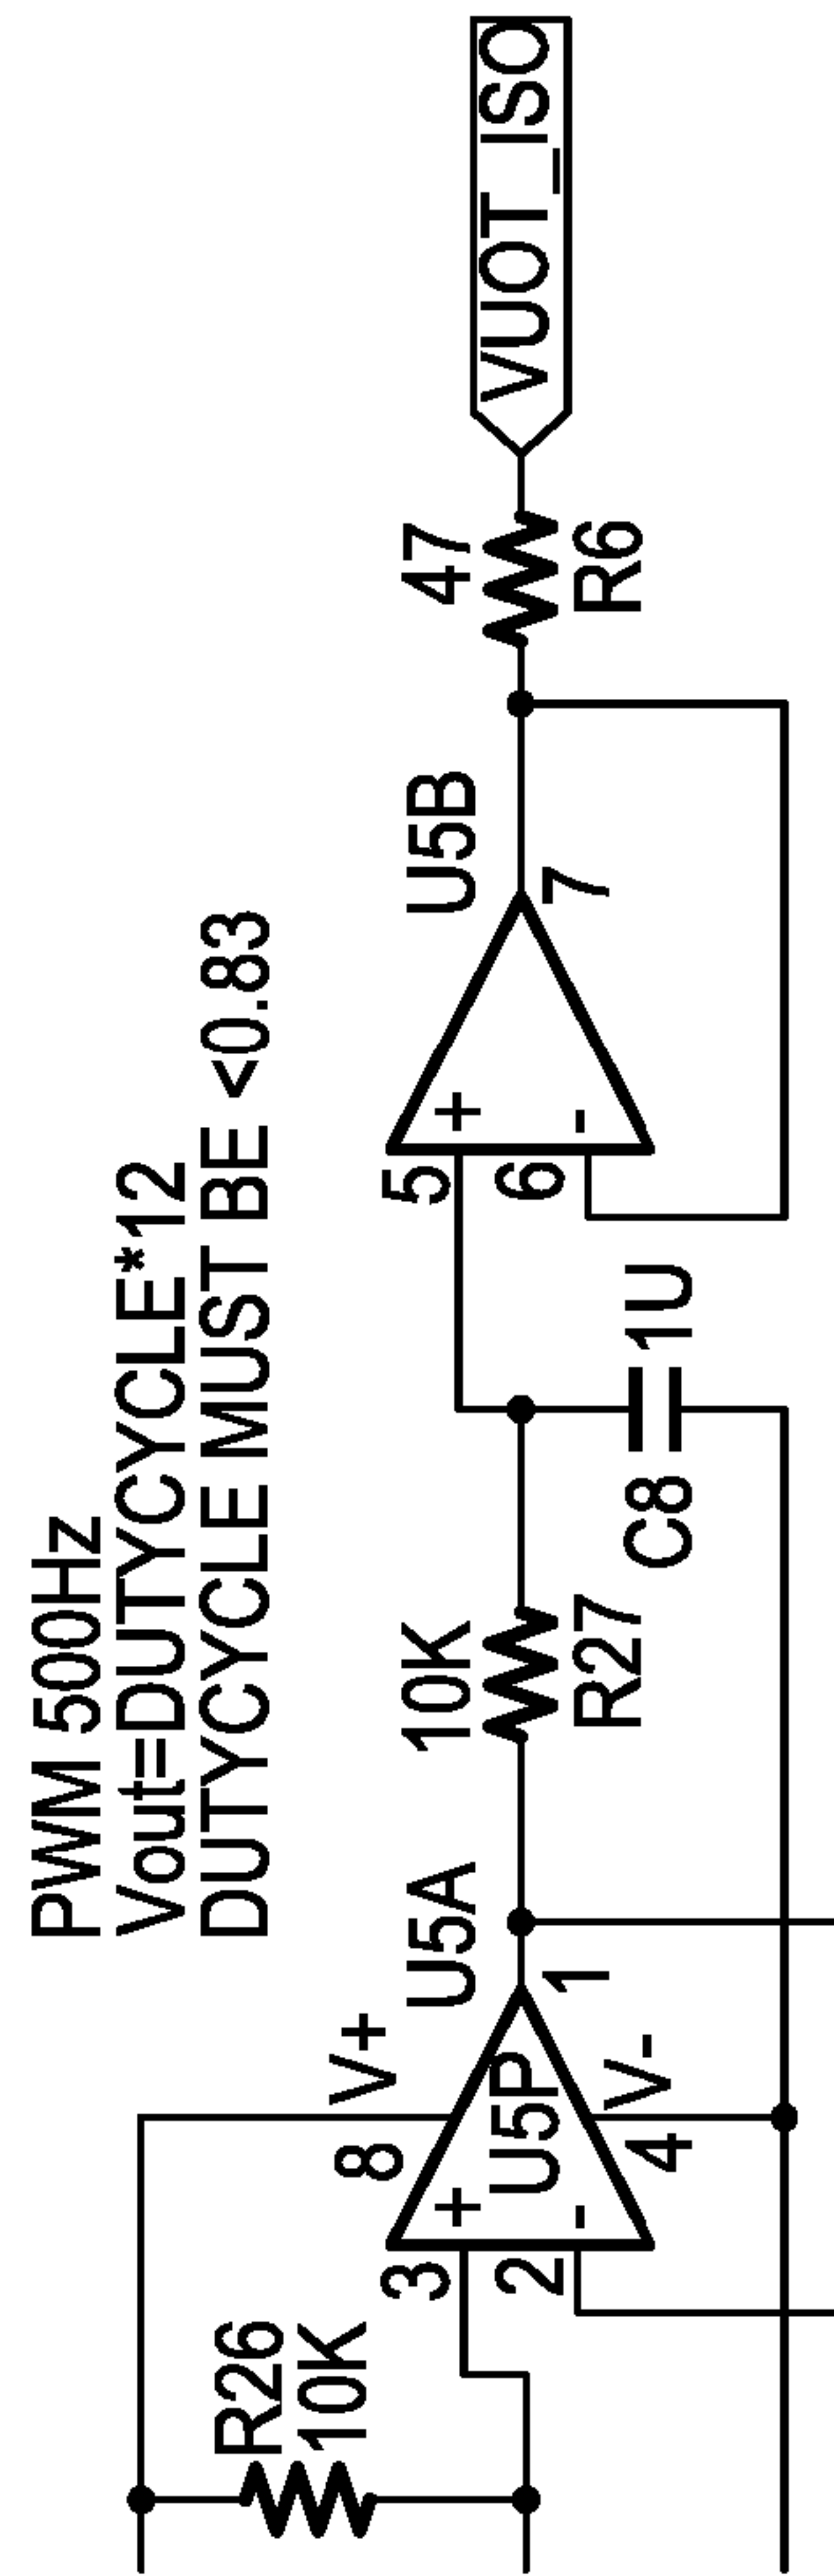 PWM 500Hz
Vout=DUTYCYCLE*12
DUTYCYCLE MUST BE <0.83
R26
10K
3
2
+
-
8
V+
U5P
4
V-
U5A
1
10K
R27
C8
1U
5
6
+
-
U5B
7
47
R6
VUOT_ISO